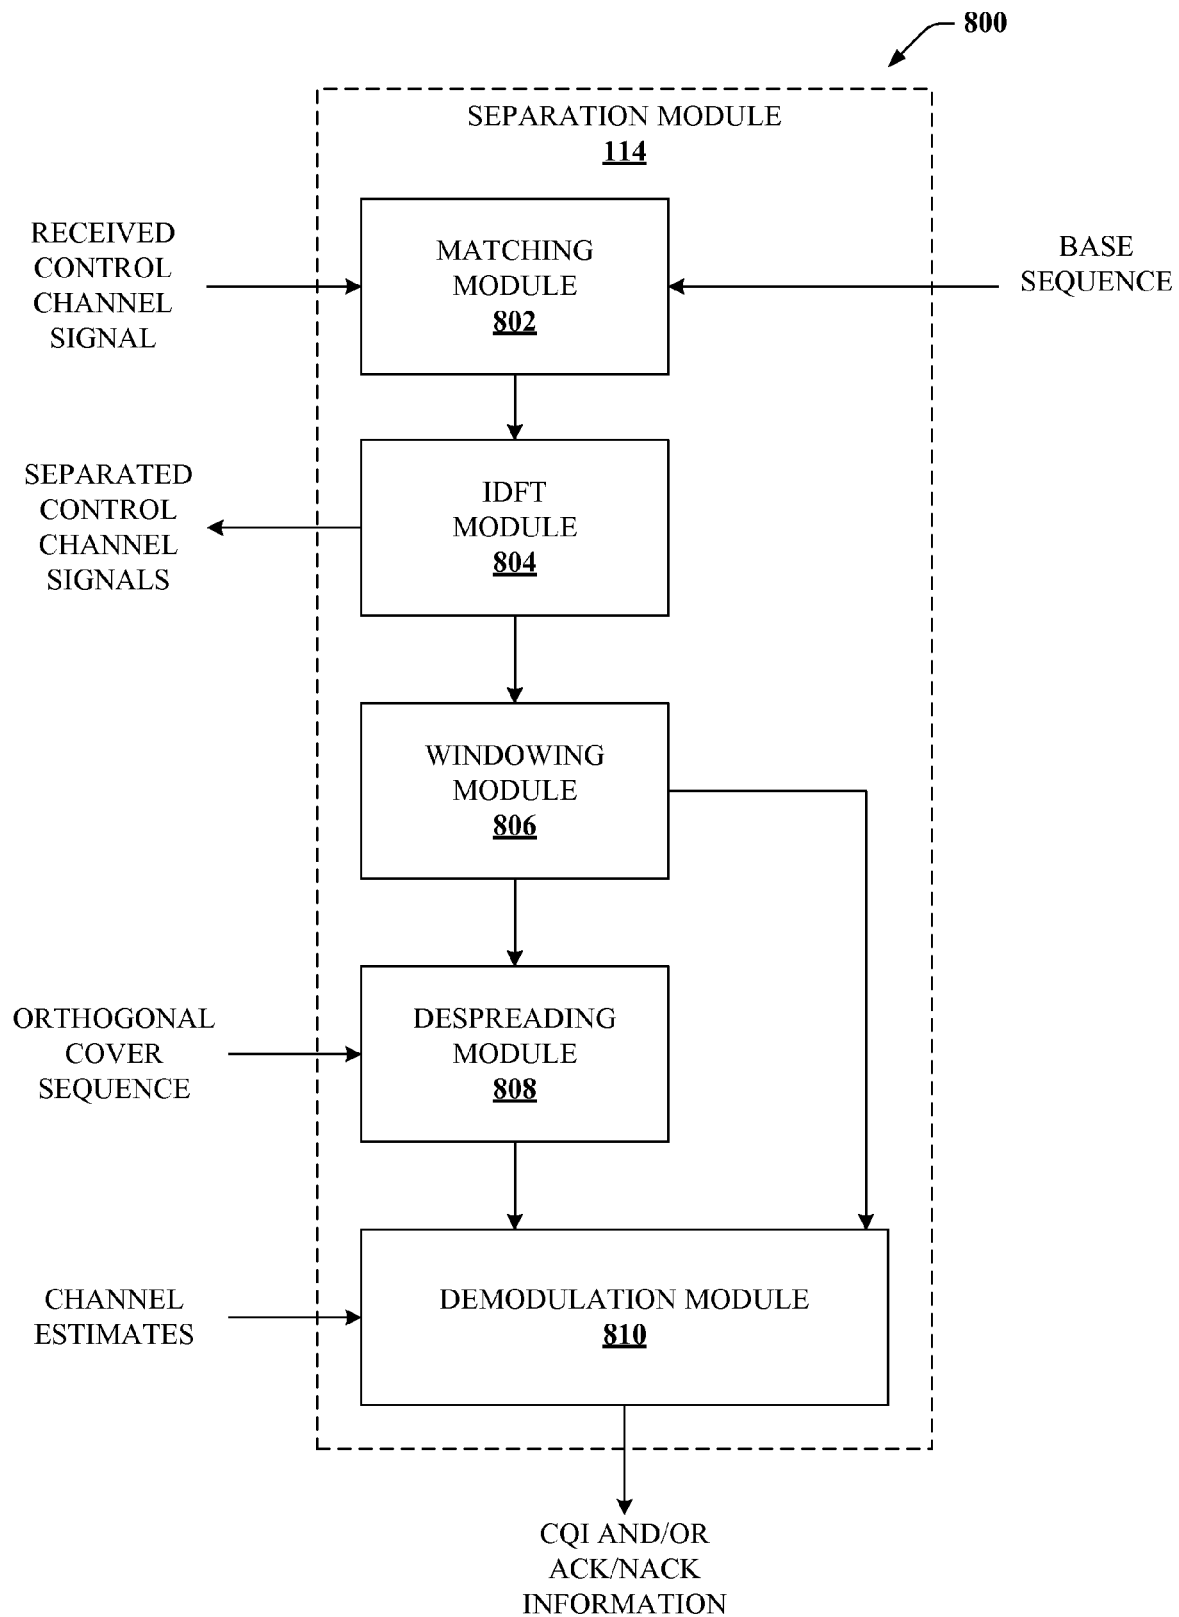 800
SEPARATION MODULE
114
RECEIVED
CONTROL
CHANNEL
SIGNAL
MATCHING
MODULE
802
BASE
SEQUENCE
SEPARATED
CONTROL
CHANNEL
SIGNALS
IDFT
MODULE
804
WINDOWING
MODULE
806
ORTHOGONAL
COVER
SEQUENCE
DESPREADING
MODULE
808
CHANNEL
ESTIMATES
DEMODULATION MODULE
810
CQI AND/OR
ACK/NACK
INFORMATION